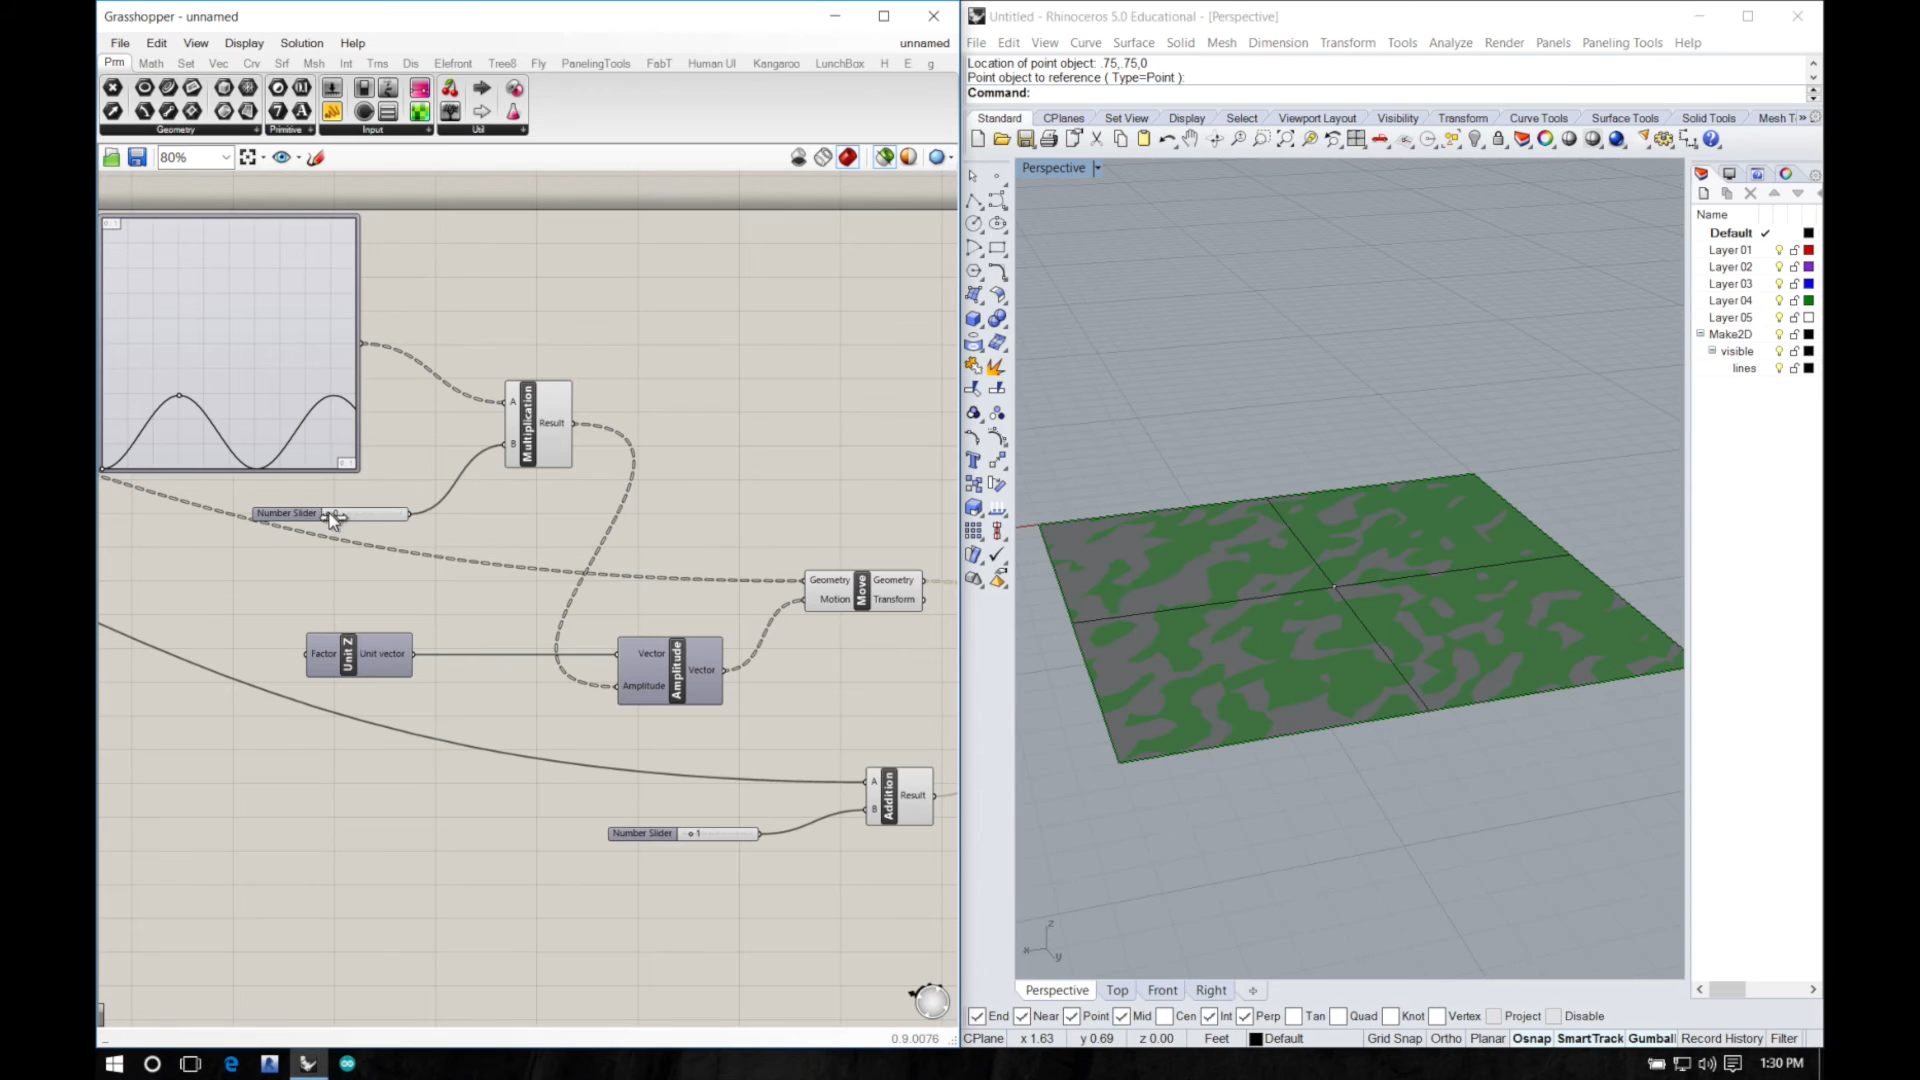 Grasshopper - unnamed
File Edit View Display Solution Help
unnamed
Prm Math Set Vec Crv Srf Msh Int Trns Dis Elefront Tree8 Fly PanelingTools FabT Human UI Kangaroo LunchBox H E g
Geometry + Primitive + Input + Util +
80%
0 : 1
0 : 1
Number Slider 0
A B Multiplication Result
Geometry Motion Move Geometry Transform
Factor Unit Z Unit vector
Vector Amplitude Amplitude Vector
A B Addition Result
Number Slider 1
0.9.0076
Untitled - Rhinoceros 5.0 Educational - [Perspective]
File Edit View Curve Surface Solid Mesh Dimension Transform Tools Analyze Render Panels Paneling Tools Help
Location of point object: .75,.75,0
Point object to reference ( Type=Point ):
Command:
Standard CPlanes Set View Display Select Viewport Layout Visibility Transform Curve Tools Surface Tools Solid Tools Mesh T
Perspective
Name
Default
Layer 01
Layer 02
Layer 03
Layer 04
Layer 05
Make2D
visible
lines
z
x
y
Perspective Top Front Right
End Near Point Mid Cen Int Perp Tan Quad Knot Vertex Project Disable
CPlane x 1.63 y 0.69 z 0.00 Feet Default Grid Snap Ortho Planar Osnap SmartTrack Gumball Record History Filter
1:30 PM